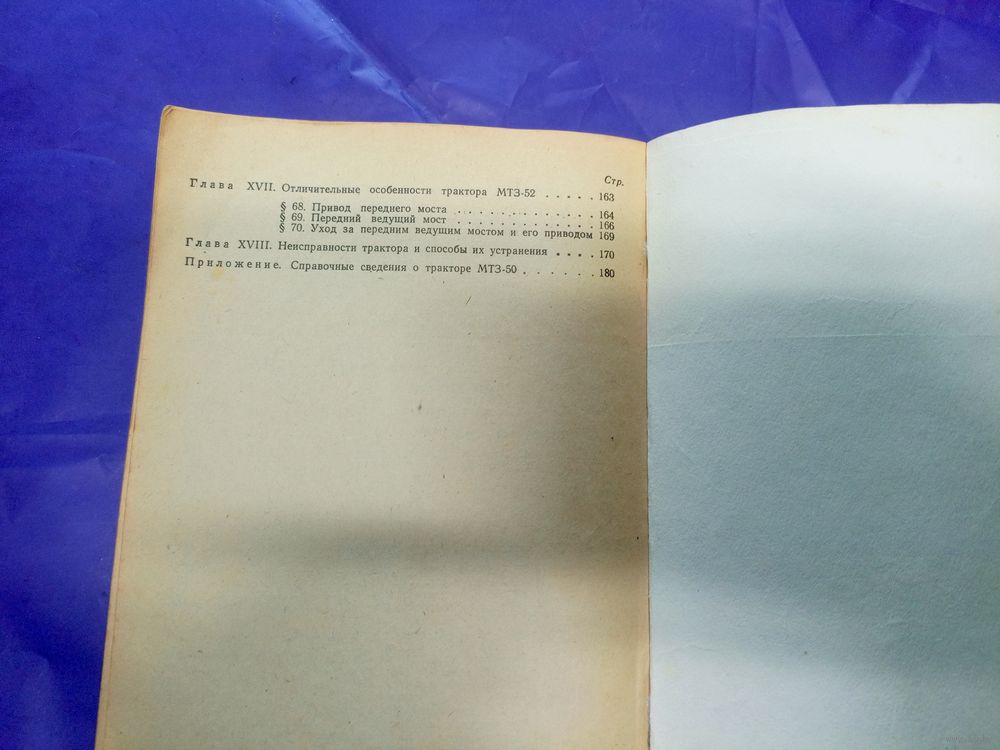 Стр.
Глава XVII. Отличительные особенности трактора МТЗ-52 . . . . . 163
§ 68. Привод переднего моста . . . . . . . . . . . . . 164
§ 69. Передний ведущий мост . . . . . . . . . . . . . 166
§ 70. Уход за передним ведущим мостом и его приводом 169
Глава XVIII. Неисправности трактора и способы их устранения . . . . 170
Приложение. Справочные сведения о тракторе МТЗ-50 . . . . . . 180